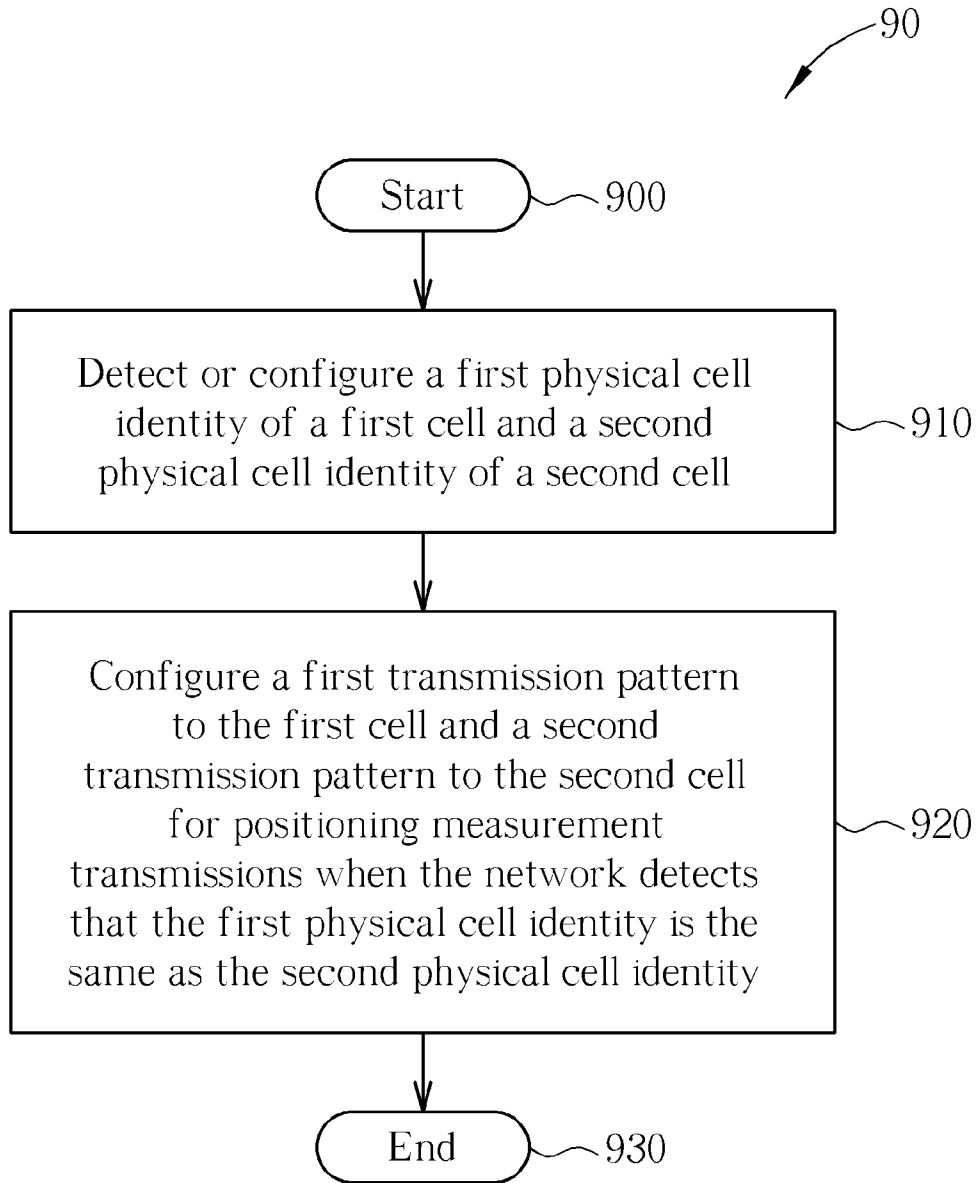 90
Start
900
Detect or configure a first physical cell
identity of a first cell and a second
physical cell identity of a second cell
910
Configure a first transmission pattern
to the first cell and a second
transmission pattern to the second cell
for positioning measurement
transmissions when the network detects
that the first physical cell identity is the
same as the second physical cell identity
920
End
930